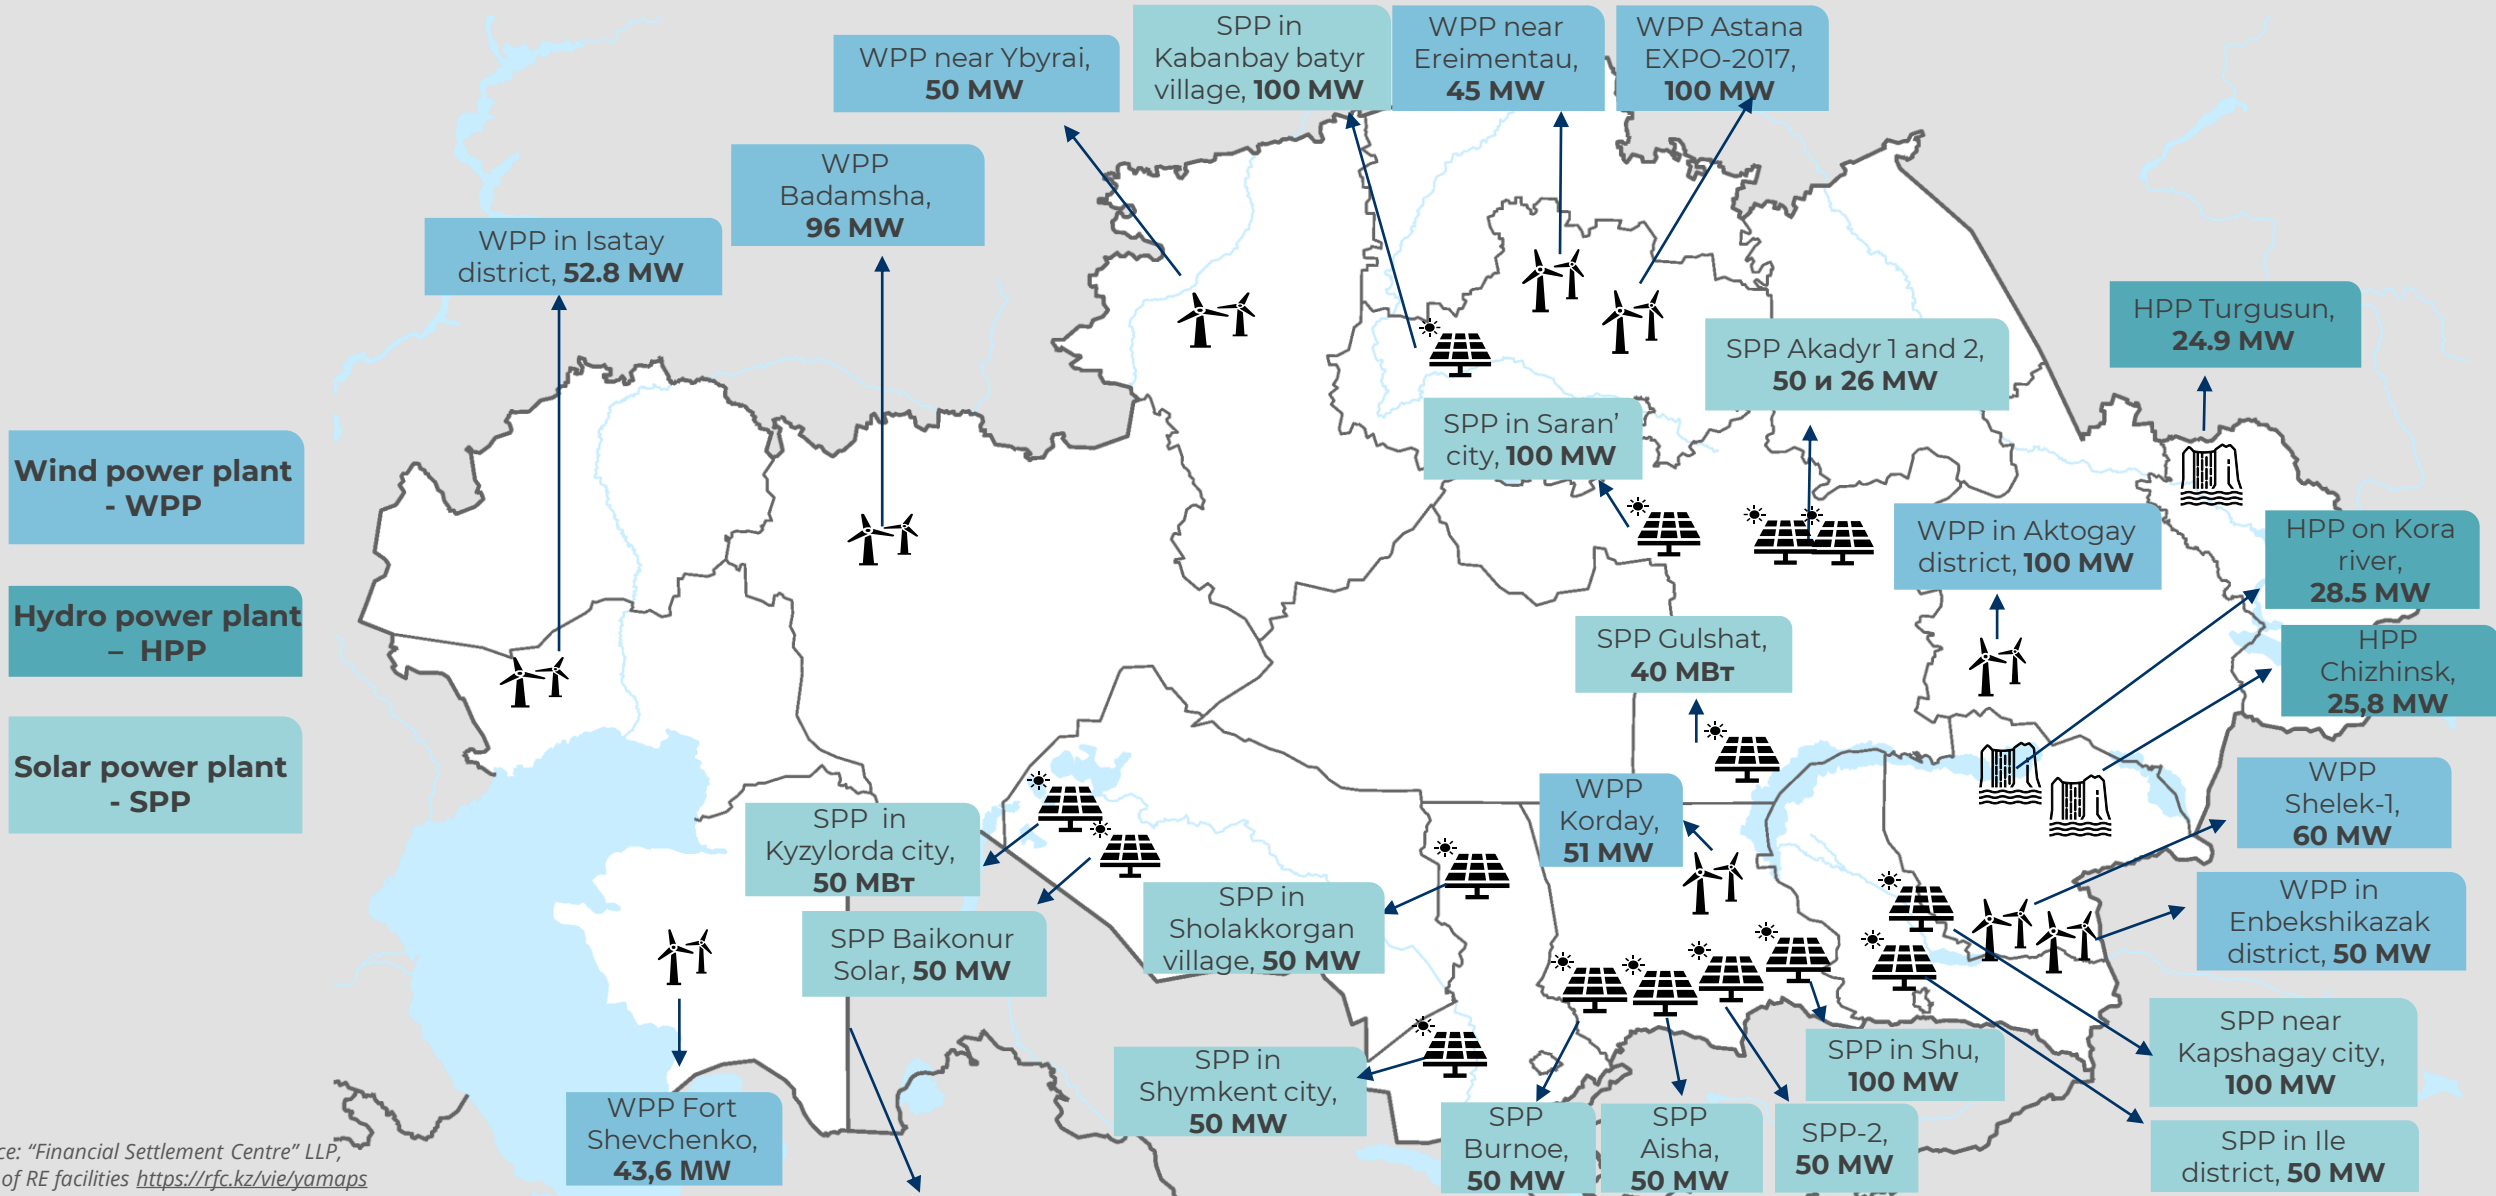 WPP near Ybyrai,
50 MW
SPP in
Kabanbay batyr
village, 100 MW
WPP near
Ereimentau,
45 MW
WPP Astana
EXPO-2017,
100 MW
WPP
Badamsha,
96 MW
WPP in Isatay
district, 52.8 MW
HPP Turgusun,
24.9 MW
SPP Akadyr 1 and 2,
50 и 26 MW
SPP in Saran’
city, 100 MW
Wind power plant
- WPP
Hydro power plant
– HPP
Solar power plant
- SPP
WPP in Aktogay
district, 100 MW
HPP on Kora
river,
28.5 MW
SPP Gulshat,
40 МВт
HPP
Chizhinsk,
25,8 MW
WPP
Korday,
51 MW
WPP
Shelek-1,
60 MW
SPP in
Kyzylorda city,
50 МВт
SPP in
Sholakkorgan
village, 50 MW
WPP in
Enbekshikazak
district, 50 MW
SPP Baikonur
Solar, 50 MW
SPP near
Kapshagay city,
100 MW
SPP in Shu,
100 MW
SPP in
Shymkent city,
50 MW
WPP Fort
Shevchenko,
43,6 MW
SPP
Burnoe,
50 MW
SPP
Aisha,
50 MW
SPP-2,
50 MW
SPP in Ile
district, 50 MW
ce: “Financial Settlement Centre” LLP,
of RE facilities https://rfc.kz/vie/yamaps